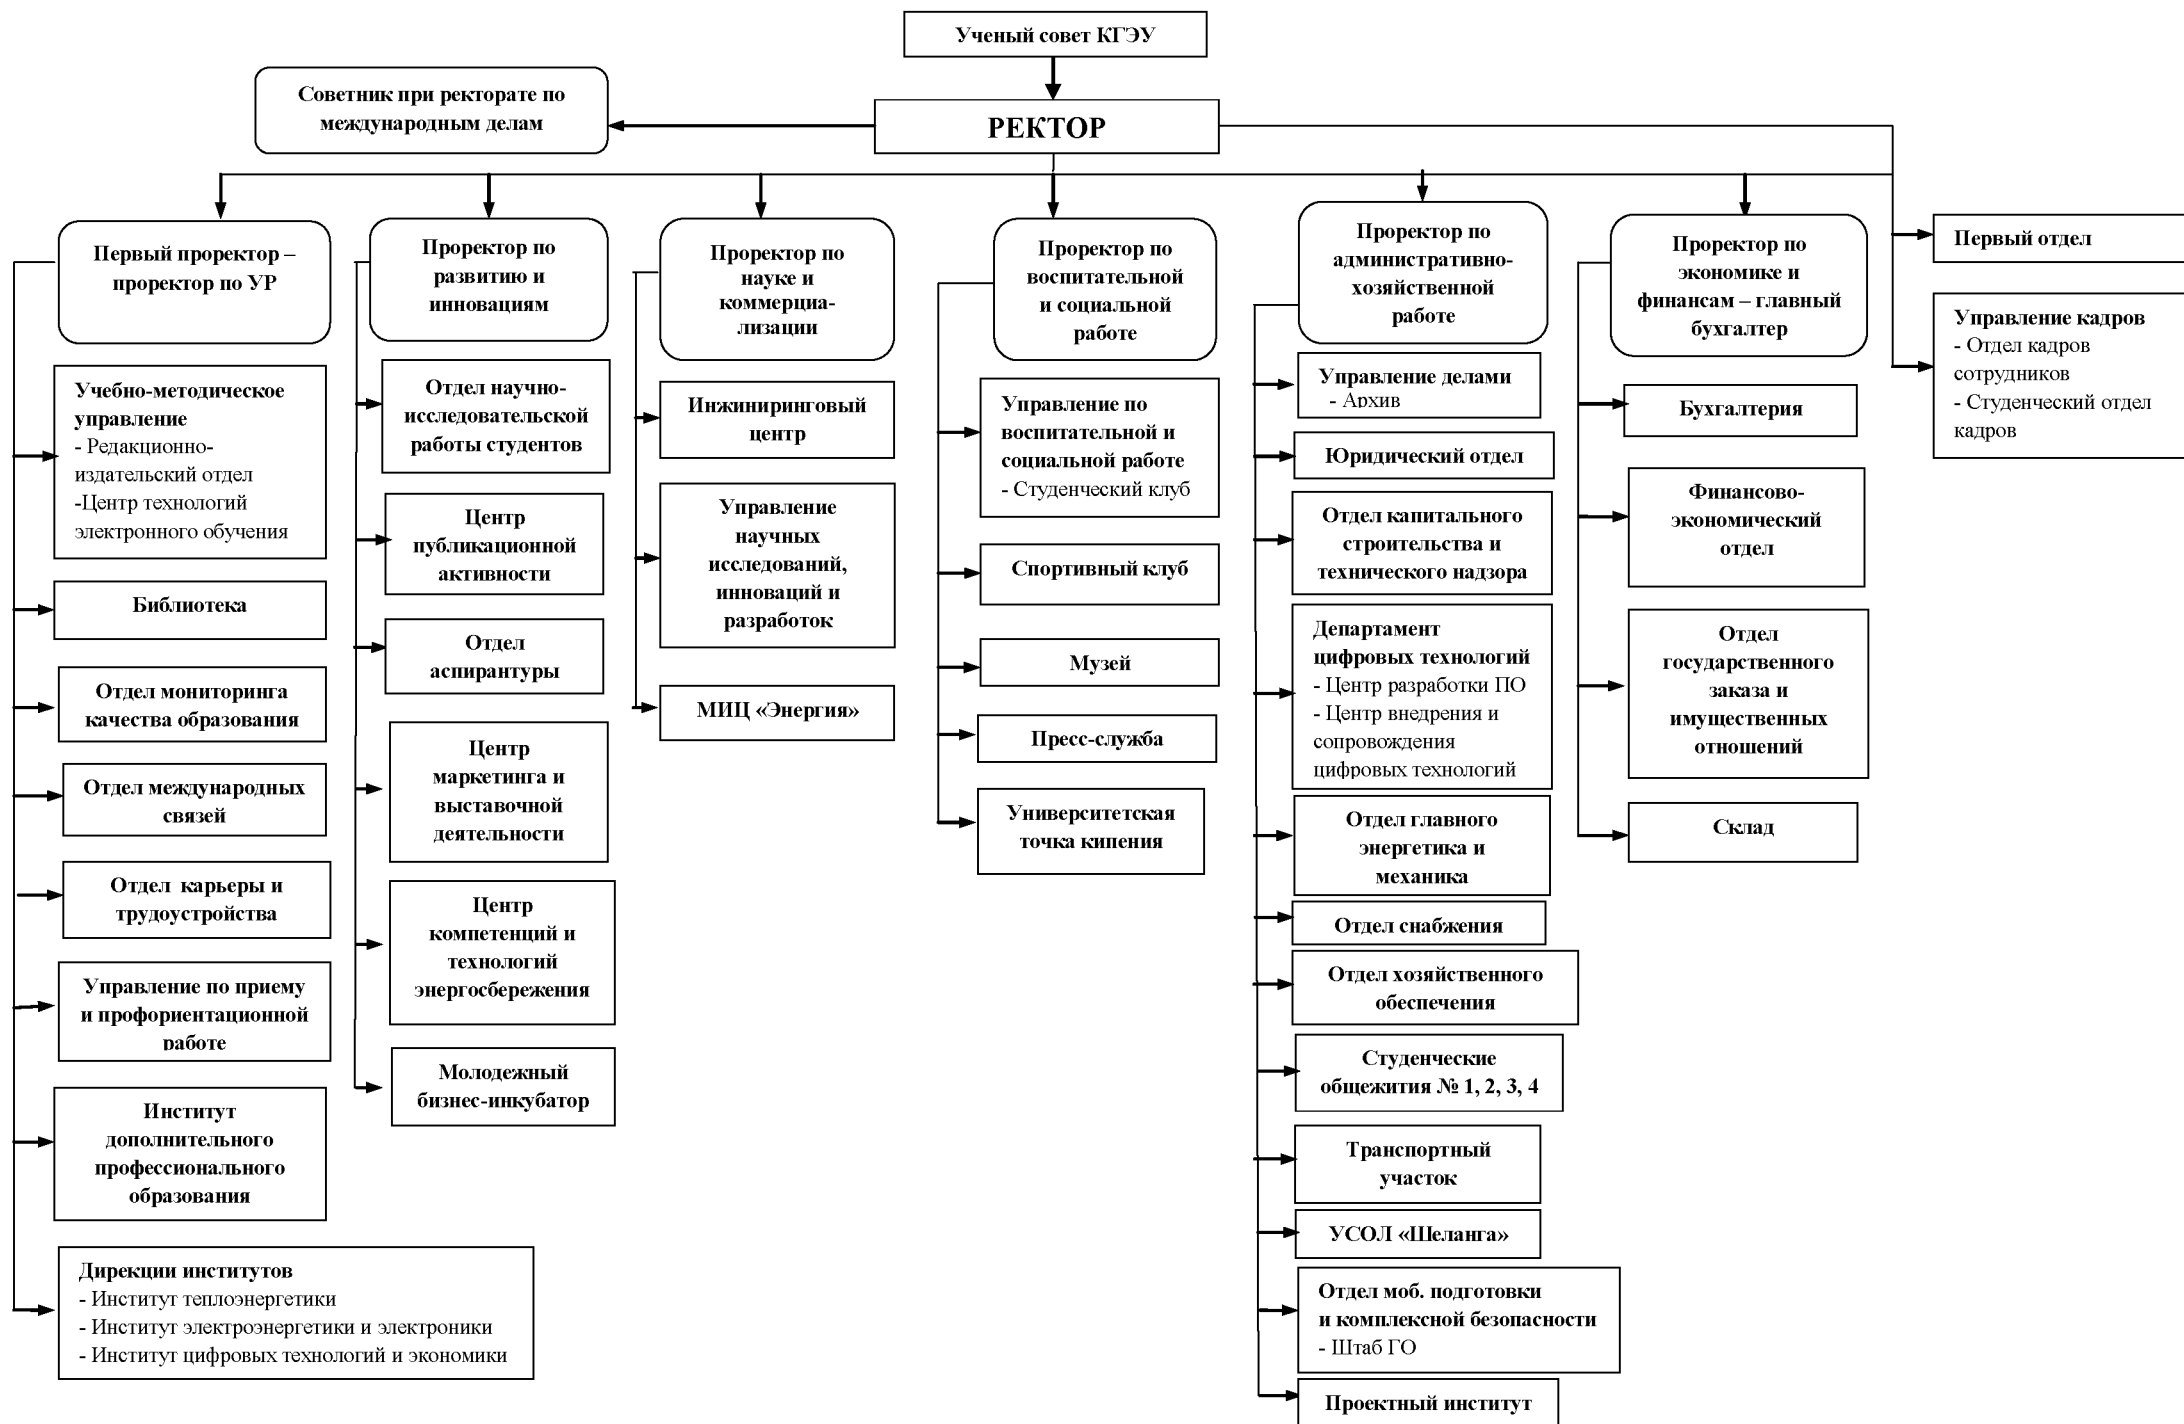 Ученый совет КГЭУ
Советник при ректорате по
международным делам
РЕКТОР
Первый проректор –
проректор по УР
Учебно-методическое
управление
- Редакционно-
издательский отдел
-Центр технологий
электронного обучения
Библиотека
Отдел мониторинга
качества образования
Отдел международных
связей
Отдел карьеры и
трудоустройства
Управление по приему
и профориентационной
работе
Институт
дополнительного
профессионального
образования
Дирекции институтов
- Институт теплоэнергетики
- Институт электроэнергетики и электроники
- Институт цифровых технологий и экономики
Проректор по
развитию и
инновациям
Отдел научно-
исследовательской
работы студентов
Центр
публикационной
активности
Отдел
аспирантуры
Центр
маркетинга и
выставочной
деятельности
Центр
компетенций и
технологий
энергосбережения
Молодежный
бизнес-инкубатор
Проректор по
науке и
коммерциа-
лизации
Инжиниринговый
центр
Управление
научных
исследований,
инноваций и
разработок
МИЦ «Энергия»
Проректор по
воспитательной
и социальной
работе
Управление по
воспитательной и
социальной работе
- Студенческий клуб
Спортивный клуб
Музей
Пресс-служба
Университетская
точка кипения
Проректор по
административно-
хозяйственной
работе
Управление делами
- Архив
Юридический отдел
Отдел капитального
строительства и
технического надзора
Департамент
цифровых технологий
- Центр разработки ПО
- Центр внедрения и
сопровождения
цифровых технологий
Отдел главного
энергетика и
механика
Отдел снабжения
Отдел хозяйственного
обеспечения
Студенческие
общежития № 1, 2, 3, 4
Транспортный
участок
УСОЛ «Шеланга»
Отдел моб. подготовки
и комплексной безопасности
- Штаб ГО
Проектный институт
Проректор по
экономике и
финансам – главный
бухгалтер
Бухгалтерия
Финансово-
экономический
отдел
Отдел
государственного
заказа и
имущественных
отношений
Склад
Первый отдел
Управление кадров
- Отдел кадров
сотрудников
- Студенческий отдел
кадров